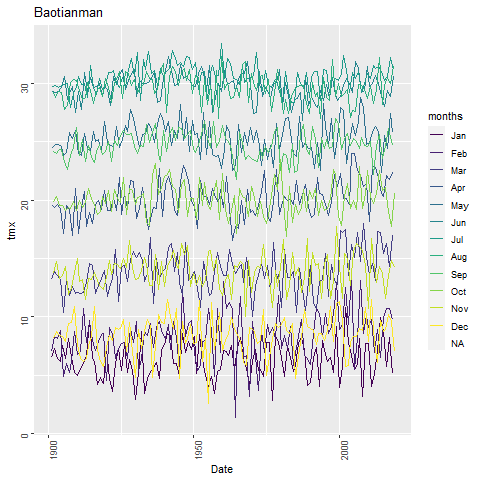 Baotianman
tmx
30
20
10
0
1900
1950
2000
Date
months
Jan
Feb
Mar
Apr
May
Jun
Jul
Aug
Sep
Oct
Nov
Dec
NA